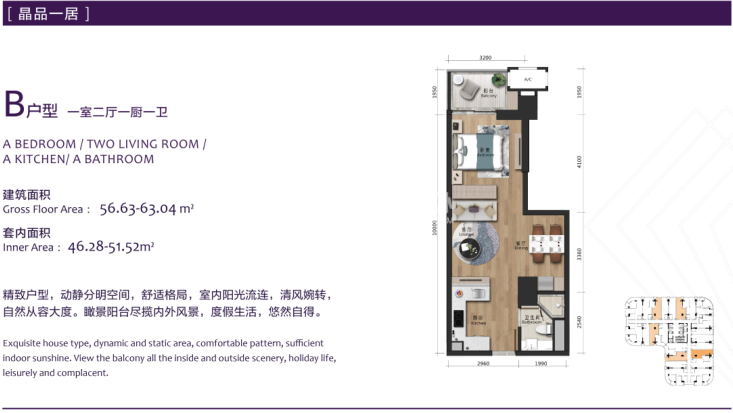 [ 晶品一居 ]
B户型 一室二厅一厨一卫
A BEDROOM / TWO LIVING ROOM /
A KITCHEN/ A BATHROOM
建筑面积
Gross Floor Area： 56.63-63.04 m²
套内面积
Inner Area： 46.28-51.52m²
精致户型，动静分明空间，舒适格局，室内阳光流连，清风婉转，
自然从容大度。瞰景阳台尽揽内外风景，度假生活，悠然自得。
Exquisite house type, dynamic and static area, comfortable pattern, sufficient
indoor sunshine. View the balcony all the inside and outside scenery, holiday life,
leisurely and complacent.
3200
A/C
1550
1950
阳台
Balcony
卧室
Bedroom
4100
10000
客厅
Lounge
餐厅
Dining
3360
厨房
Kitchen
卫生间
Bathroom
2540
2960
1990